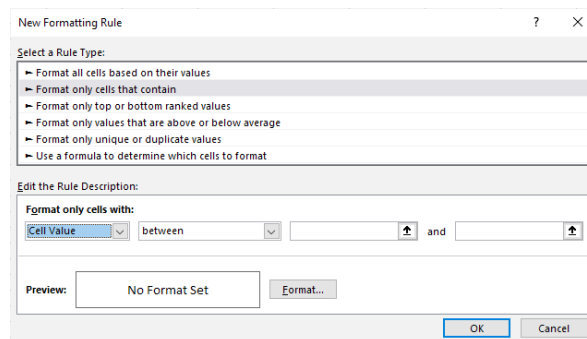 New Formatting Rule ? ×
Select a Rule Type:
► Format all cells based on their values
► Format only cells that contain
► Format only top or bottom ranked values
► Format only values that are above or below average
► Format only unique or duplicate values
► Use a formula to determine which cells to format
Edit the Rule Description:
Format only cells with:
Cell Value between and
Preview: No Format Set Format...
OK Cancel